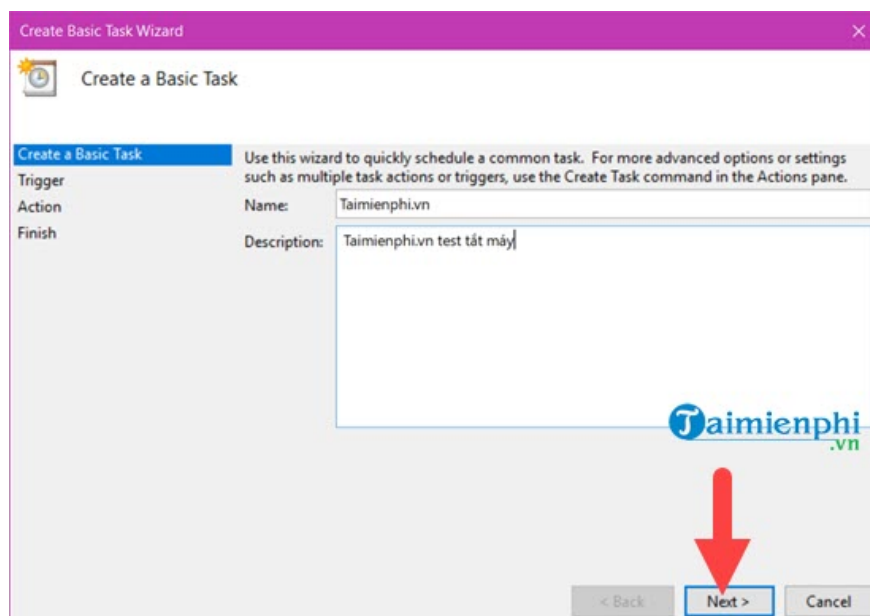 Create Basic Task Wizard
Create a Basic Task
Create a Basic Task
Trigger
Action
Finish
Use this wizard to quickly schedule a common task. For more advanced options or settings
such as multiple task actions or triggers, use the Create Task command in the Actions pane.
Name:
Taimienphi.vn
Description:
Taimienphi.vn test tắt máy
Taimienphi
.vn
< Back
Next >
Cancel